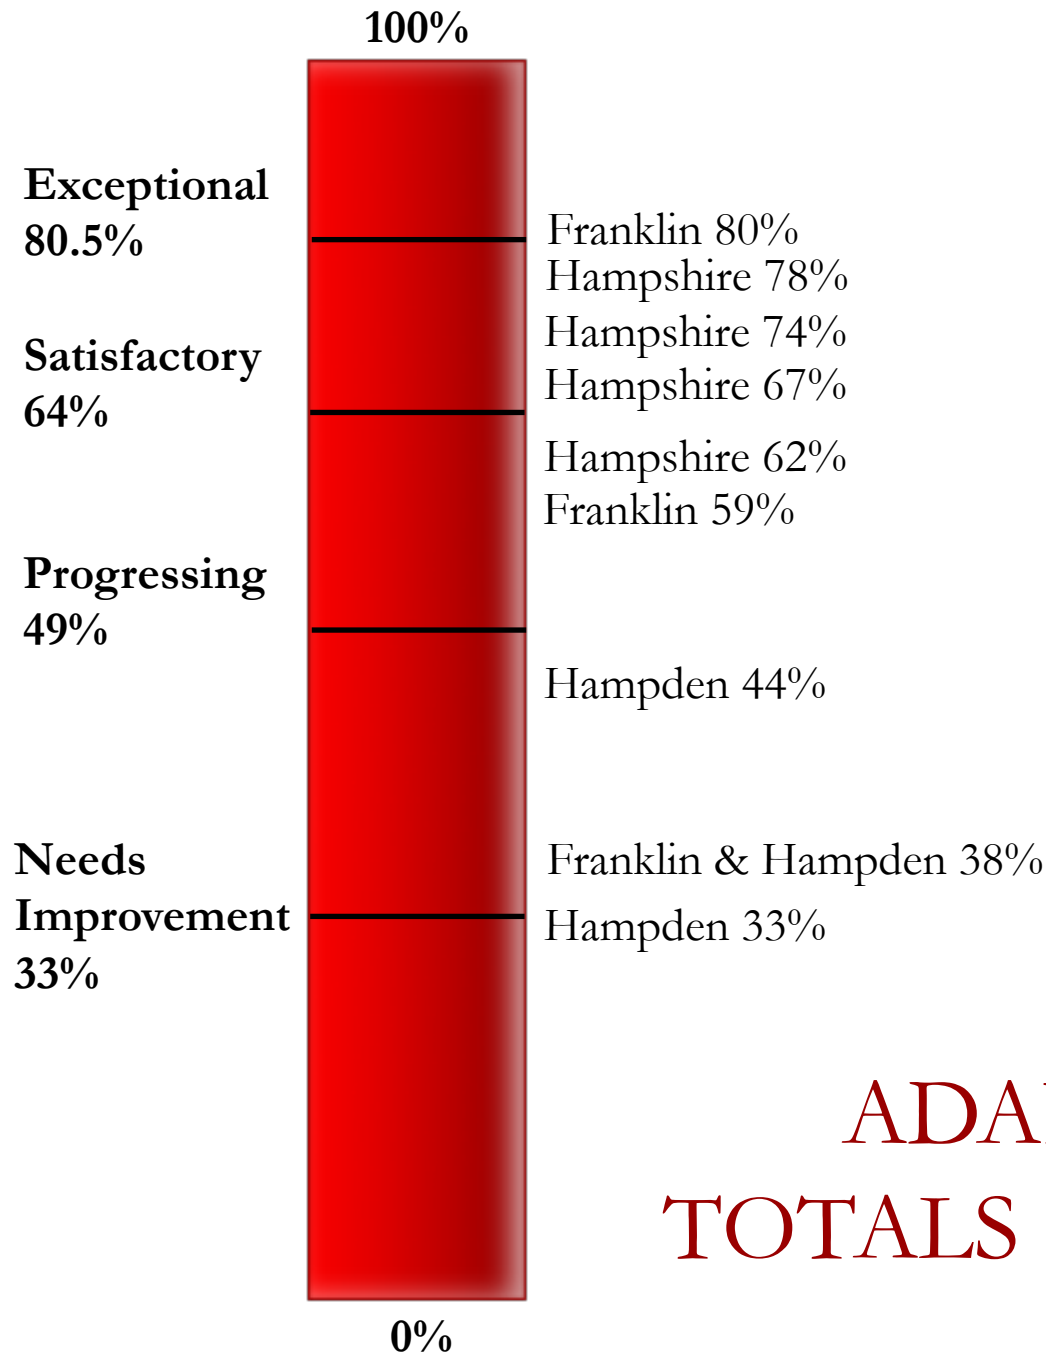 100%
Exceptional
80.5%
Franklin 80%
Hampshire 78%
Satisfactory
64%
Hampshire 74%
Hampshire 67%
Hampshire 62%
Franklin 59%
Progressing
49%
Hampden 44%
Needs
Improvement
33%
Franklin & Hampden 38%
Hampden 33%
TOTALS
0%